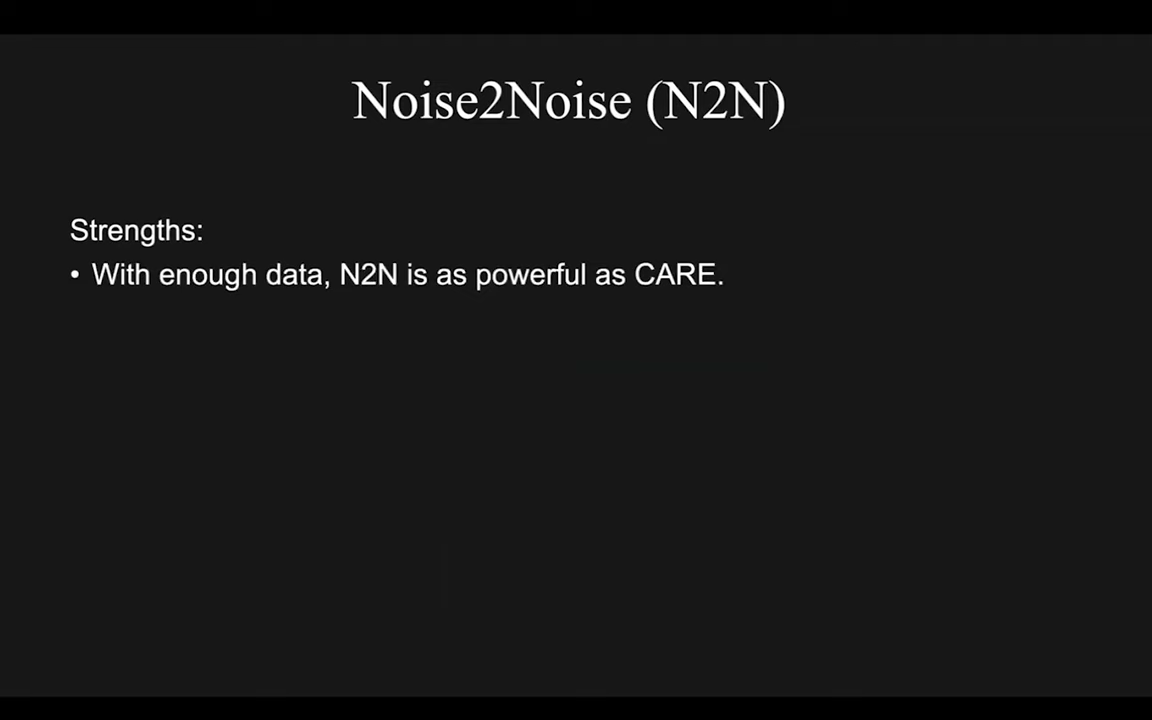 Noise2Noise (N2N)
Strengths:
• With enough data, N2N is as powerful as CARE.